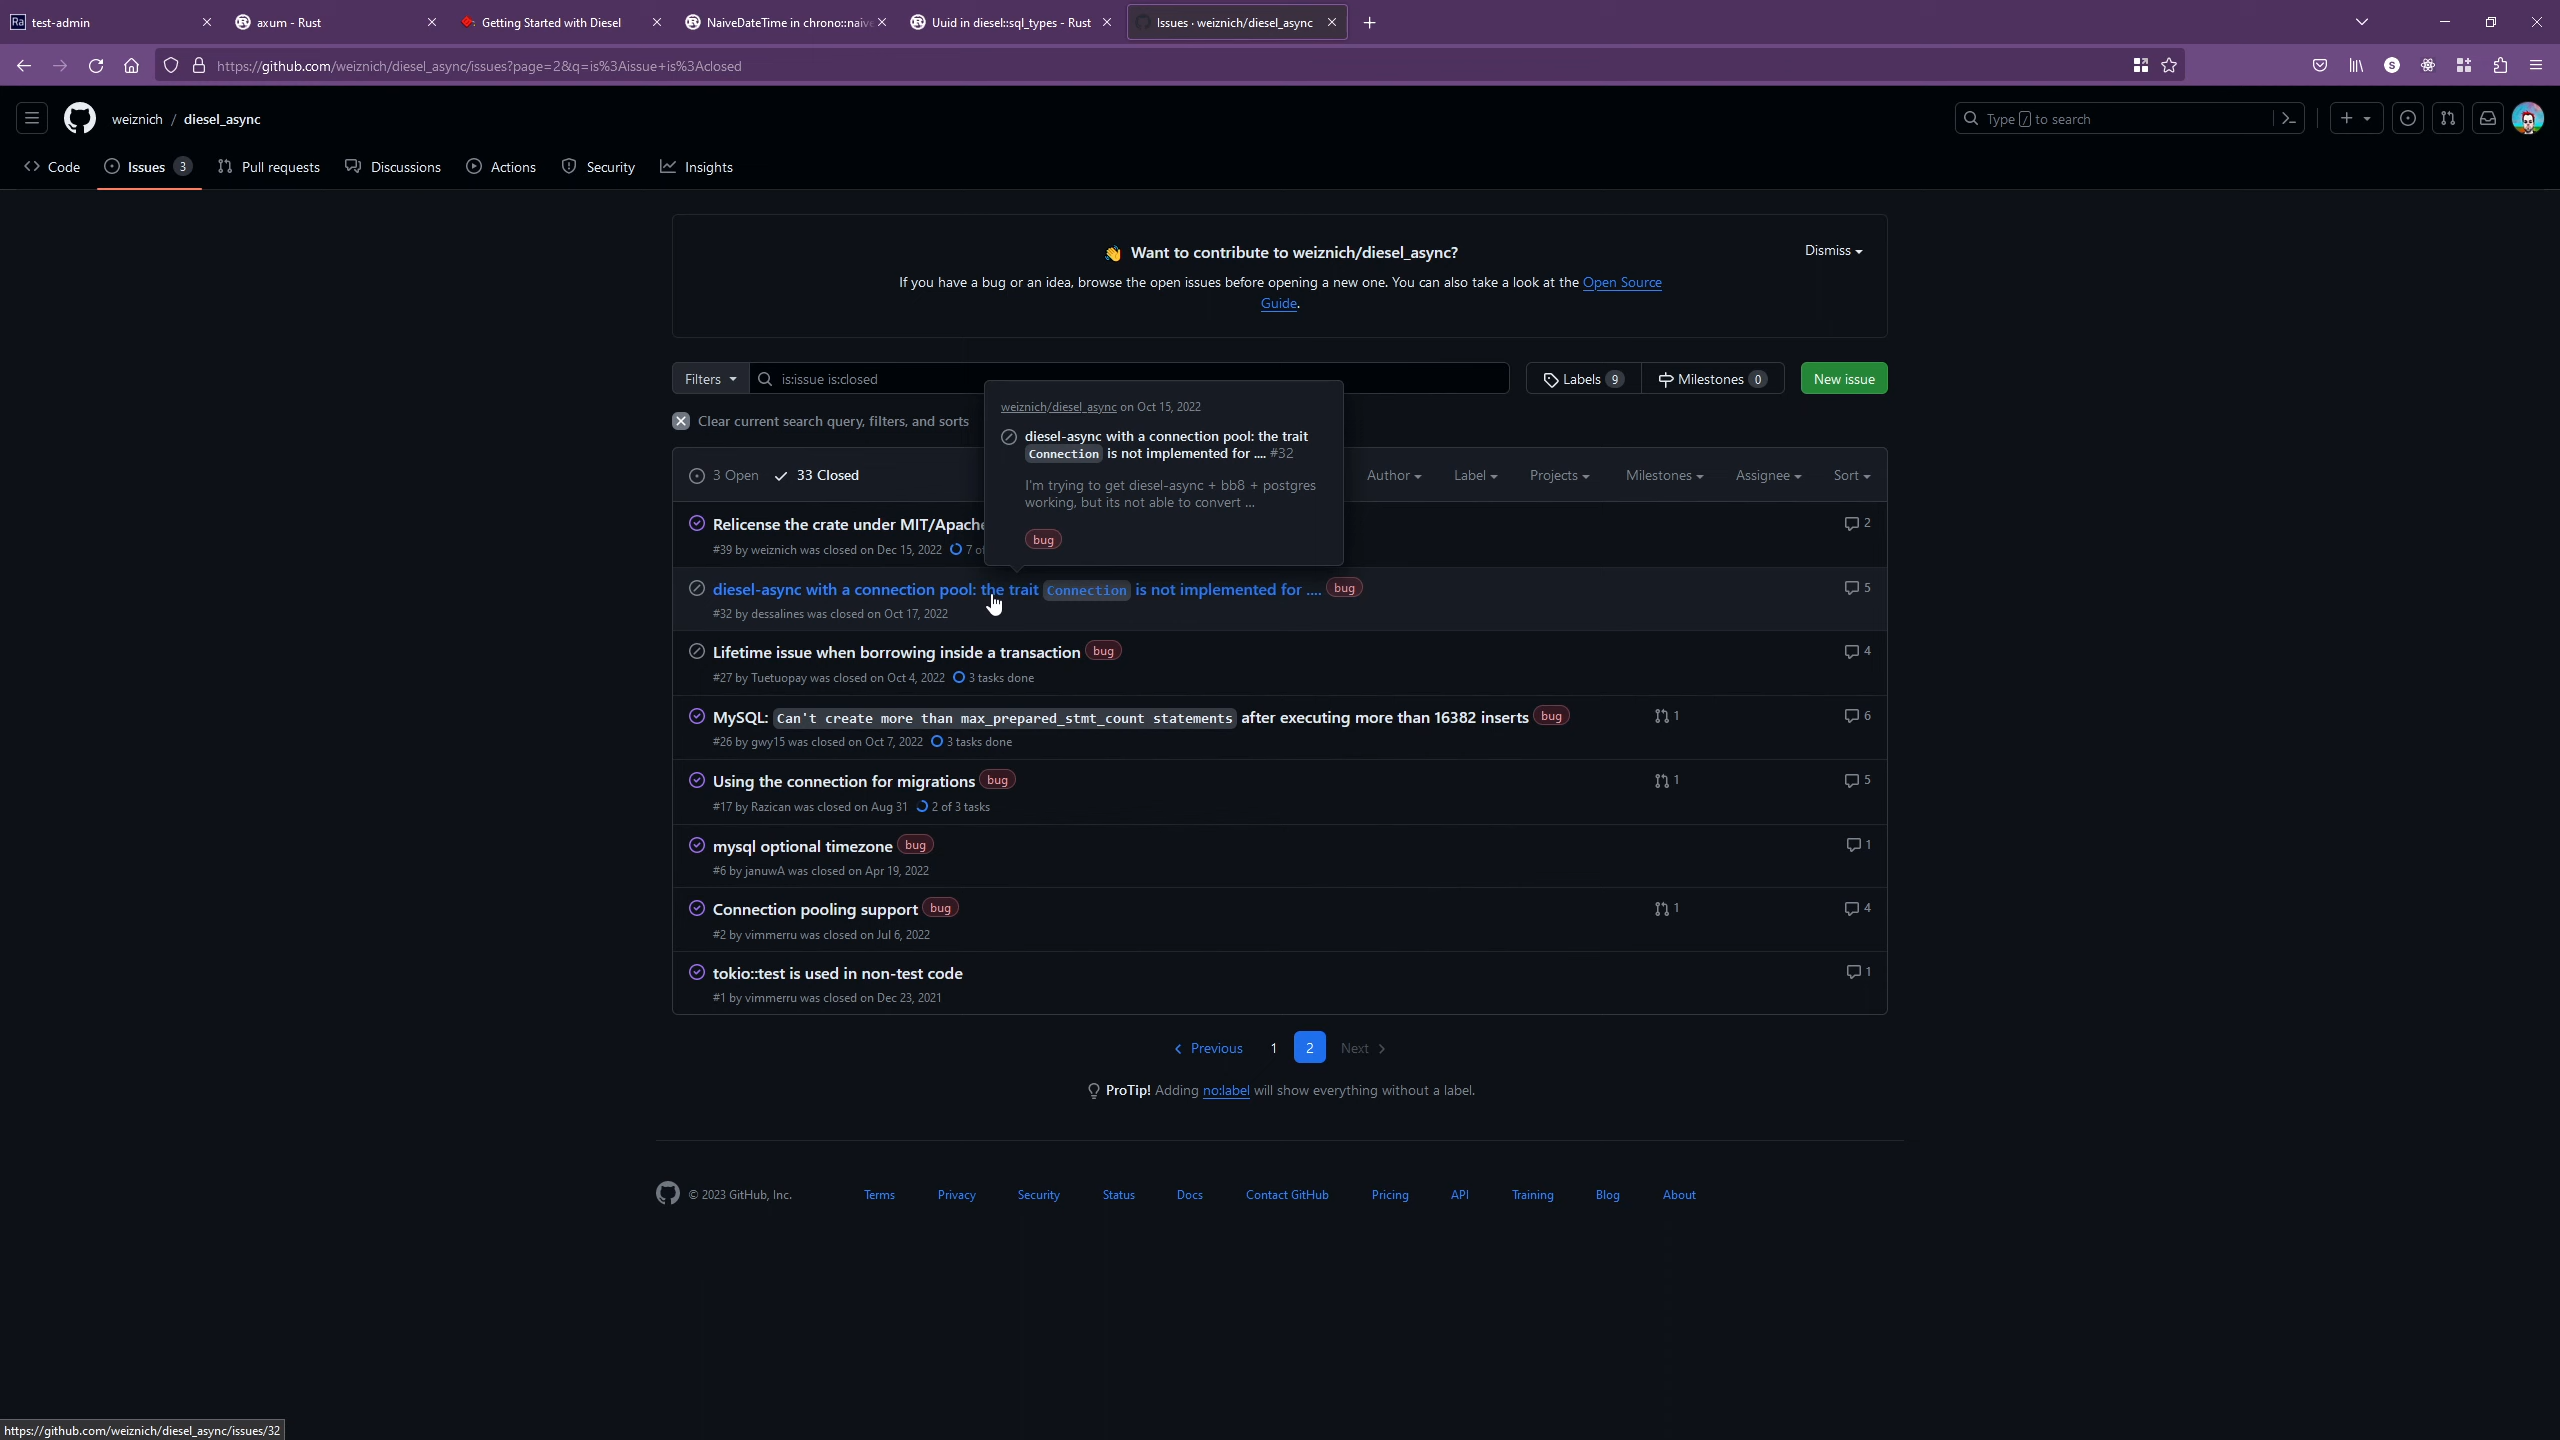 Ra test-admin
axum - Rust
Getting Started with Diesel
NaiveDateTime in chrono::naive
Uuid in diesel::sql_types - Rust
Issues · weiznich/diesel_async
https://github.com/weiznich/diesel_async/issues?page=2&q=is%3Aissue+is%3Aclosed
S
weiznich / diesel_async
Type / to search
Code
Issues 3
Pull requests
Discussions
Actions
Security
Insights
👋 Want to contribute to weiznich/diesel_async?
Dismiss
If you have a bug or an idea, browse the open issues before opening a new one. You can also take a look at the Open Source
Guide.
Filters
is:issue is:closed
Labels 9
Milestones 0
New issue
Clear current search query, filters, and sorts
weiznich/diesel_async on Oct 15, 2022
diesel-async with a connection pool: the trait
Connection is not implemented for .... #32
I'm trying to get diesel-async + bb8 + postgres
working, but its not able to convert ...
bug
3 Open
33 Closed
Author
Label
Projects
Milestones
Assignee
Sort
Relicense the crate under MIT/Apache
2
#39 by weiznich was closed on Dec 15, 2022 7 of
diesel-async with a connection pool: the trait Connection is not implemented for .... bug
5
#32 by dessalines was closed on Oct 17, 2022
Lifetime issue when borrowing inside a transaction bug
4
#27 by Tuetuopay was closed on Oct 4, 2022 3 tasks done
MySQL: Can't create more than max_prepared_stmt_count statements after executing more than 16382 inserts bug
1
6
#26 by gwy15 was closed on Oct 7, 2022 3 tasks done
Using the connection for migrations bug
1
5
#17 by Razican was closed on Aug 31 2 of 3 tasks
mysql optional timezone bug
1
#6 by januwA was closed on Apr 19, 2022
Connection pooling support bug
1
4
#2 by vimmerru was closed on Jul 6, 2022
tokio::test is used in non-test code
1
#1 by vimmerru was closed on Dec 23, 2021
Previous 1 2 Next
ProTip! Adding no:label will show everything without a label.
© 2023 GitHub, Inc.
Terms
Privacy
Security
Status
Docs
Contact GitHub
Pricing
API
Training
Blog
About
https://github.com/weiznich/diesel_async/issues/32